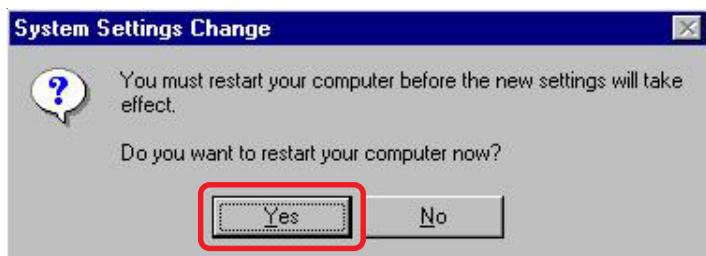 System Settings Change
You must restart your computer before the new settings will take
effect.
Do you want to restart your computer now?
Yes
No